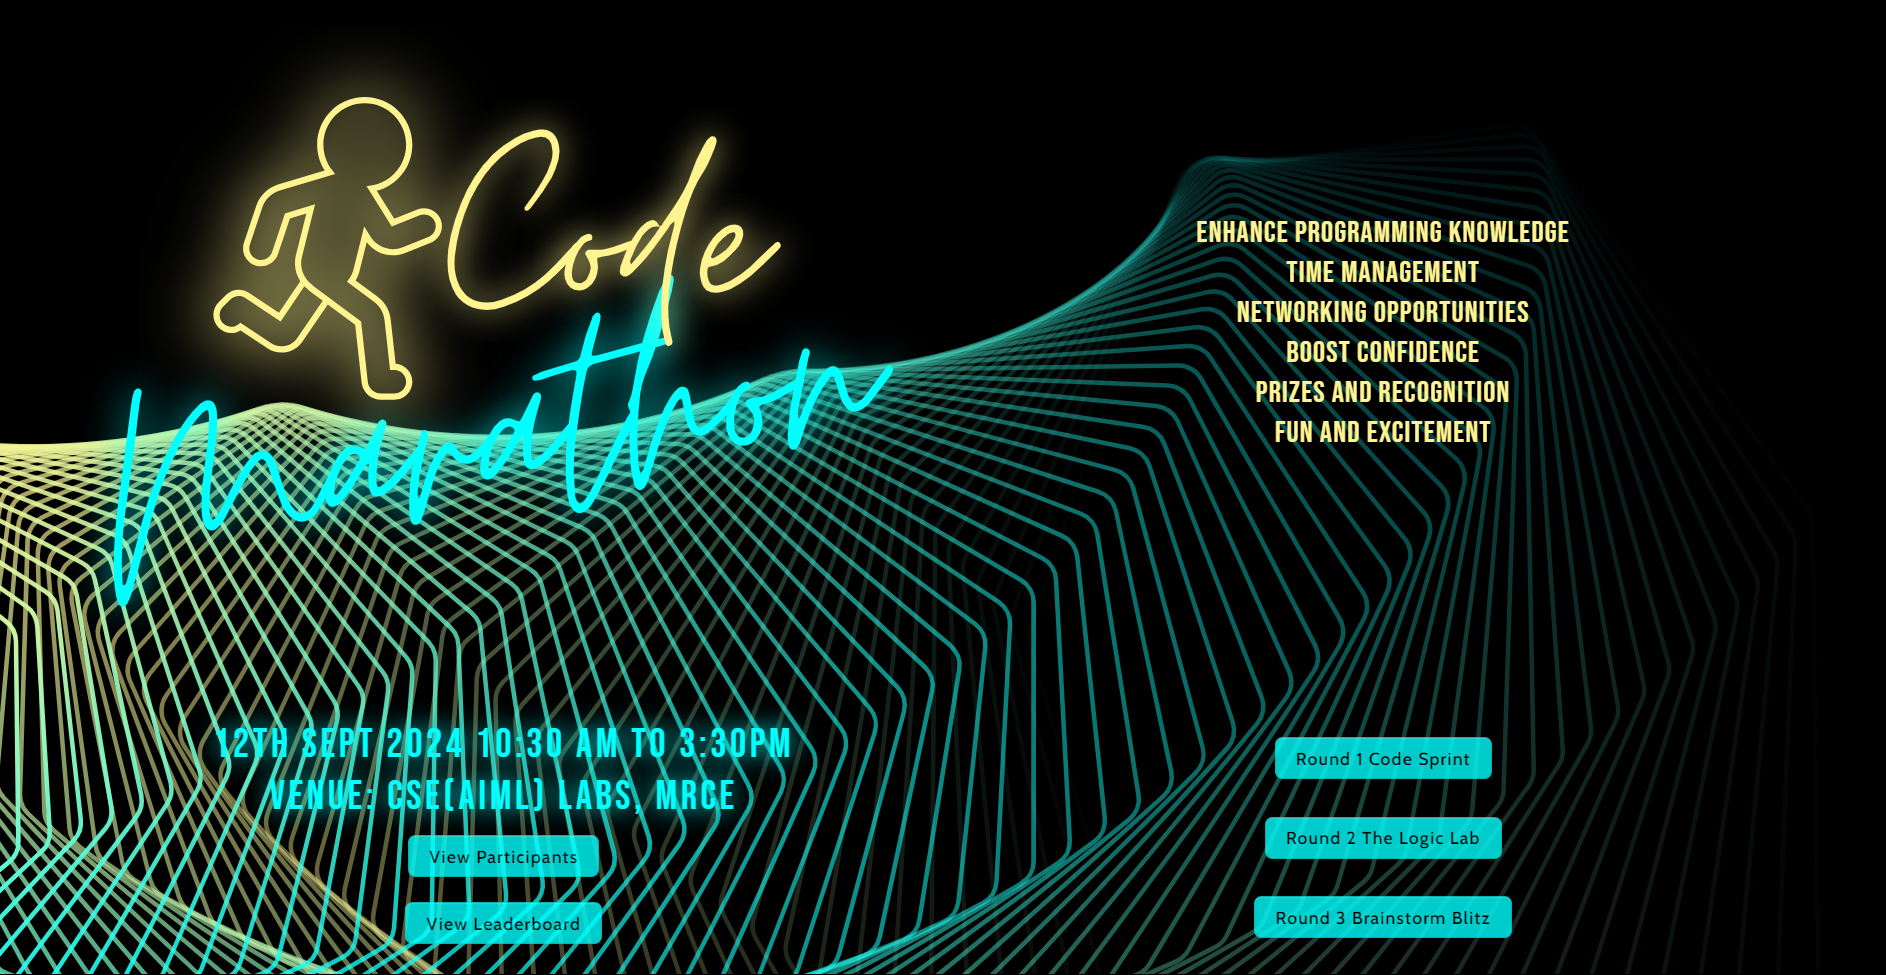 Code
Marathon
ENHANCE PROGRAMMING KNOWLEDGE
TIME MANAGEMENT
NETWORKING OPPORTUNITIES
BOOST CONFIDENCE
PRIZES AND RECOGNITION
FUN AND EXCITEMENT
12TH SEPT 2024 10:30 AM TO 3:30PM
VENUE: CSE(AIML) LABS, MRCE
View Participants
View Leaderboard
Round 1 Code Sprint
Round 2 The Logic Lab
Round 3 Brainstorm Blitz